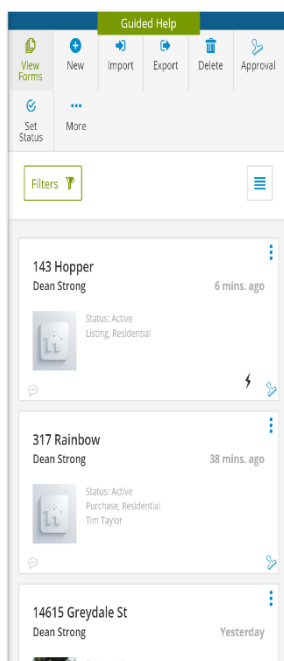 Guided Help
View Forms
New
Import
Export
Delete
Approval
Set Status
More
Filters
143 Hopper
Dean Strong
6 mins. ago
Status: Active
Listing, Residential
317 Rainbow
Dean Strong
38 mins. ago
Status: Active
Purchase, Residential
Tim Taylor
14615 Greydale St
Dean Strong
Yesterday